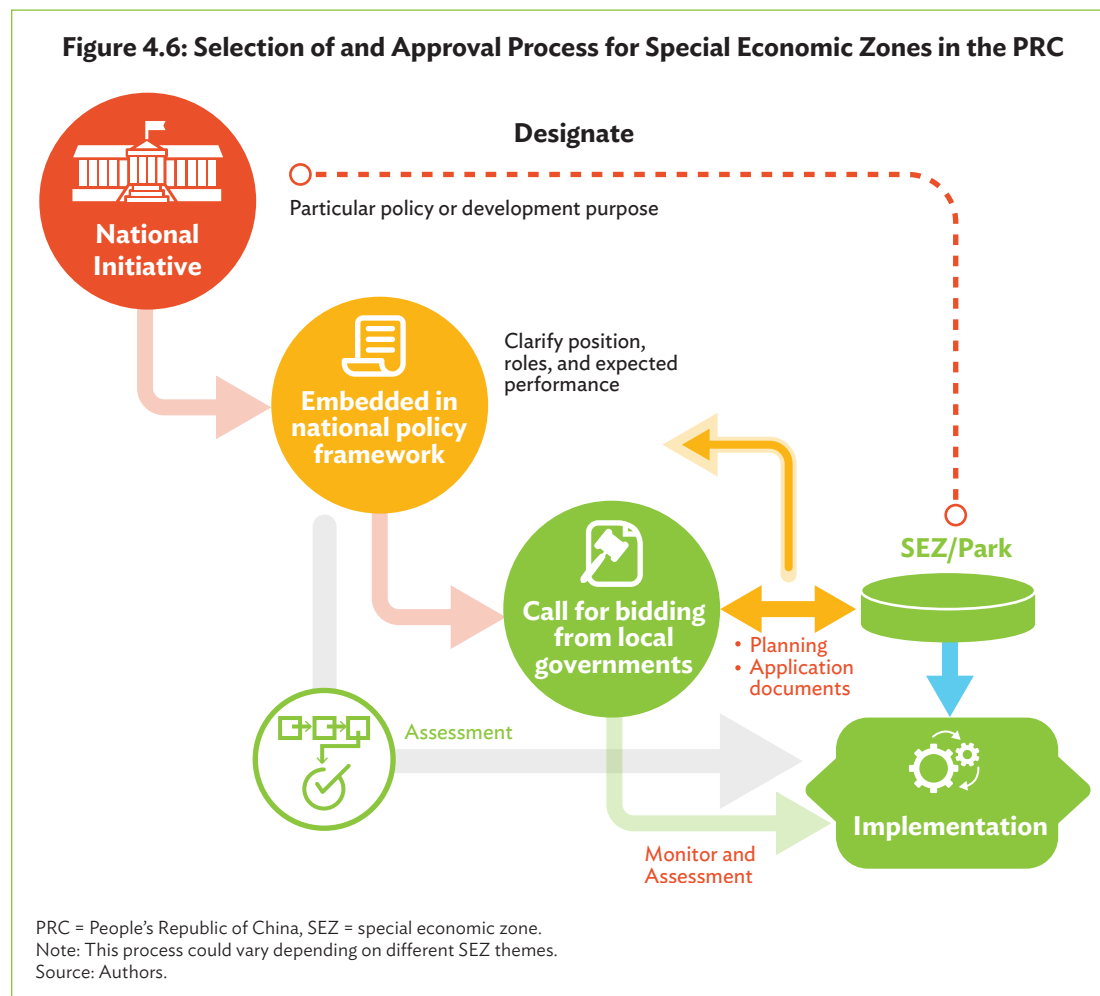 Figure 4.6: Selection of and Approval Process for Special Economic Zones in the PRC
Designate
Particular policy or development purpose
National
Initiative
Clarify position,
roles, and expected
performance
Embedded in
national policy
framework
SEZ/Park
Call for bidding
from local
governments
• Planning
• Application
documents
Assessment
Implementation
Monitor and
Assessment
PRC = People’s Republic of China, SEZ = special economic zone.
Note: This process could vary depending on different SEZ themes.
Source: Authors.